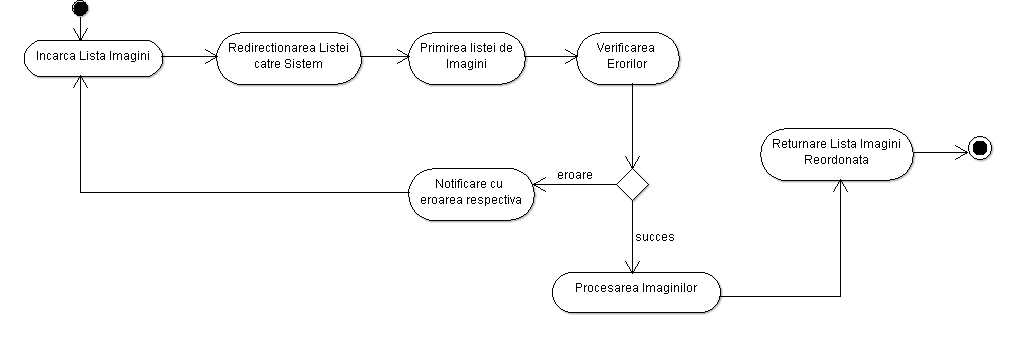 Incarca Lista Imagini
Redirectionarea Listei
catre Sistem
Primirea listei de
Imagini
Verificarea
Erorilor
eroare
Notificare cu
eroarea respectiva
succes
Procesarea Imaginilor
Returnare Lista Imagini
Reordonata